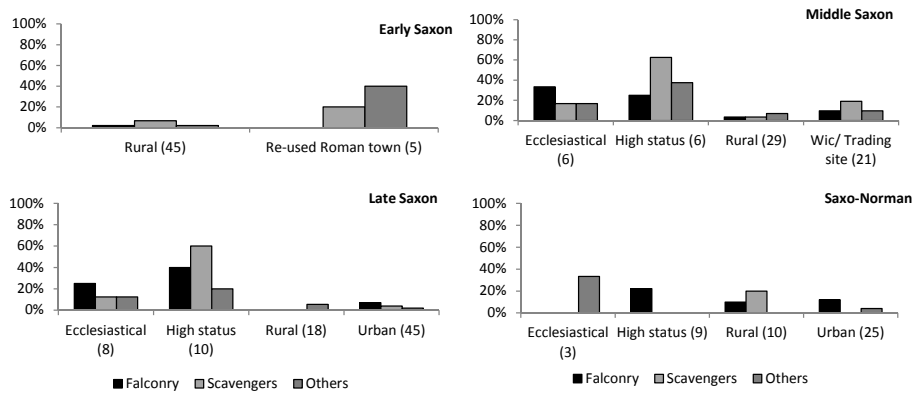 Early Saxon
100%
80%
60%
40%
20%
0%
Rural (45)
Re-used Roman town (5)
Middle Saxon
100%
80%
60%
40%
20%
0%
Ecclesiastical
(6)
High status (6)
Rural (29)
Wic/ Trading
site (21)
Late Saxon
100%
80%
60%
40%
20%
0%
Ecclesiastical
(8)
High status
(10)
Rural (18)
Urban (45)
Falconry
Scavengers
Others
Saxo-Norman
100%
80%
60%
40%
20%
0%
Ecclesiastical
(3)
High status (9)
Rural (10)
Urban (25)
Falconry
Scavengers
Others